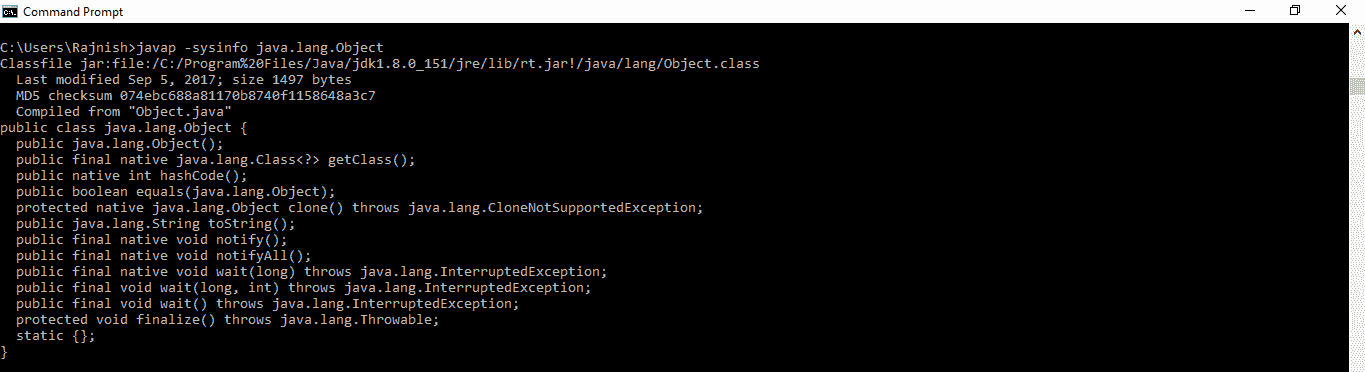 Command Prompt
C:\Users\Rajnish>javap -sysinfo java.lang.Object
Classfile jar:file:/C:/Program%20Files/Java/jdk1.8.0_151/jre/lib/rt.jar!/java/lang/Object.class
  Last modified Sep 5, 2017; size 1497 bytes
  MD5 checksum 074ebc688a81170b8740f1158648a3c7
  Compiled from "Object.java"
public class java.lang.Object {
  public java.lang.Object();
  public final native java.lang.Class<?> getClass();
  public native int hashCode();
  public boolean equals(java.lang.Object);
  protected native java.lang.Object clone() throws java.lang.CloneNotSupportedException;
  public java.lang.String toString();
  public final native void notify();
  public final native void notifyAll();
  public final native void wait(long) throws java.lang.InterruptedException;
  public final void wait(long, int) throws java.lang.InterruptedException;
  public final void wait() throws java.lang.InterruptedException;
  protected void finalize() throws java.lang.Throwable;
  static {};
}